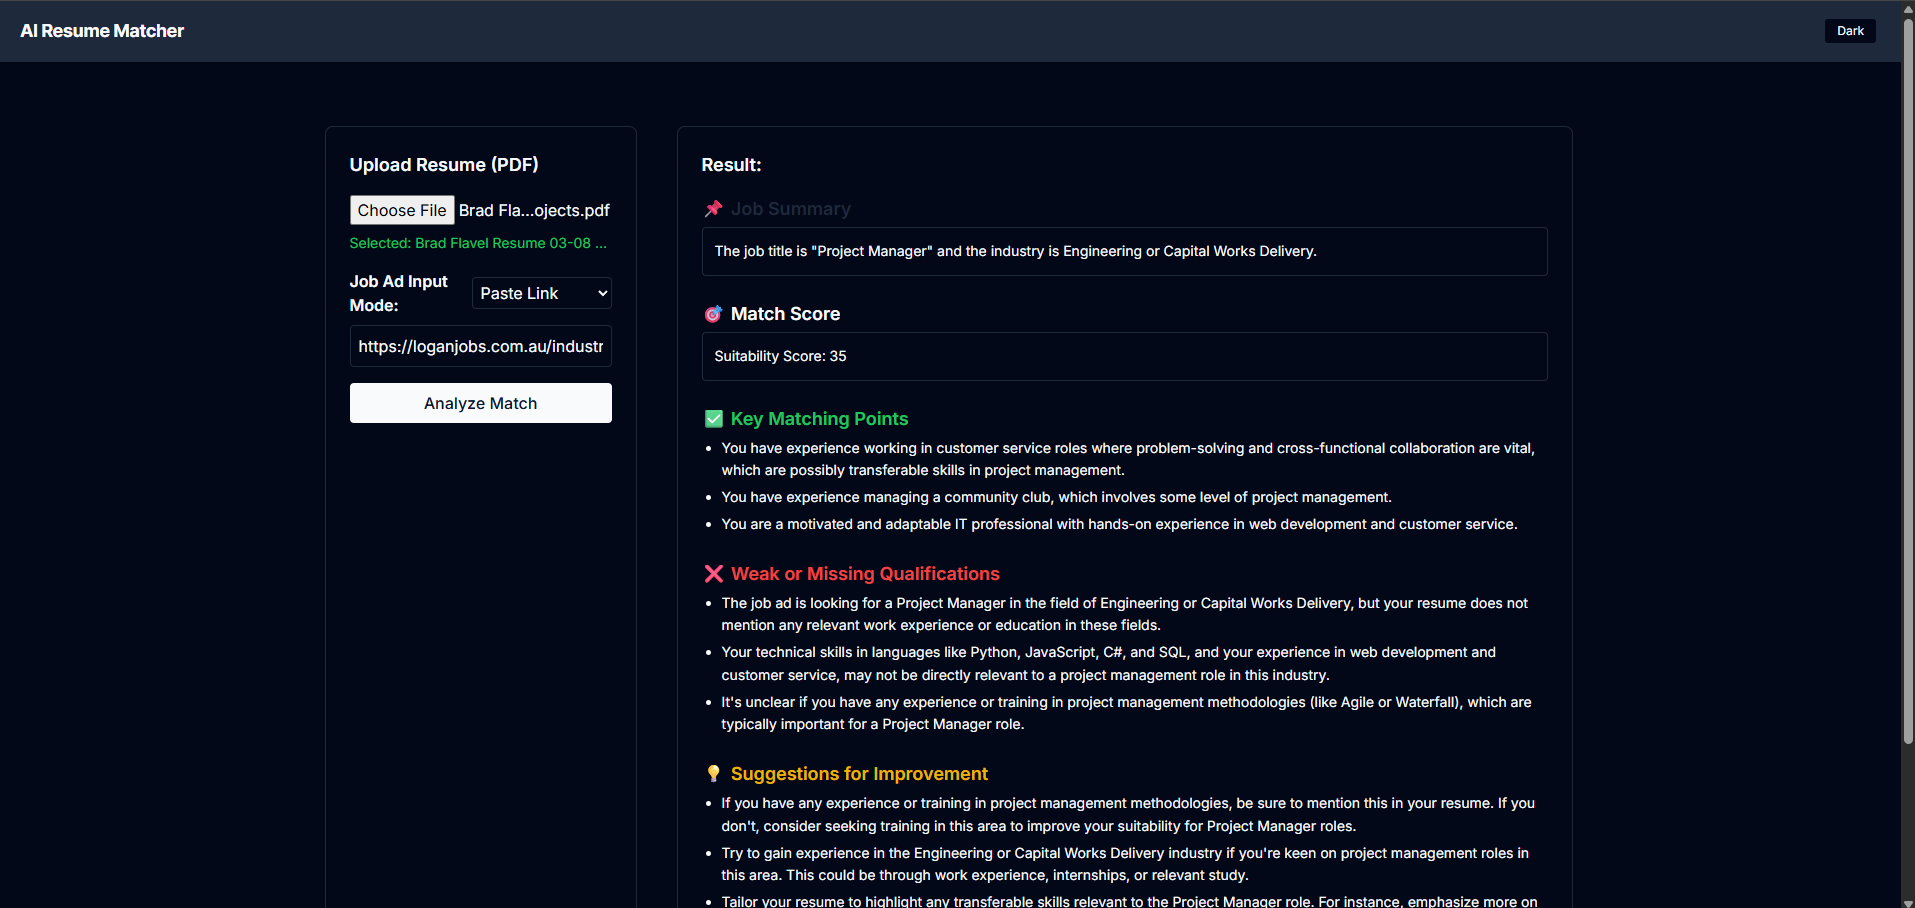 AI Resume Matcher
Dark
Upload Resume (PDF)
Choose File Brad Fla...ojects.pdf
Selected: Brad Flavel Resume 03-08 ...
Job Ad Input
Mode:
Paste Link
https://loganjobs.com.au/industr
Analyze Match
Result:
📌 Job Summary
The job title is "Project Manager" and the industry is Engineering or Capital Works Delivery.
🎯 Match Score
Suitability Score: 35
✅ Key Matching Points
• You have experience working in customer service roles where problem-solving and cross-functional collaboration are vital,
which are possibly transferable skills in project management.
• You have experience managing a community club, which involves some level of project management.
• You are a motivated and adaptable IT professional with hands-on experience in web development and customer service.
❌ Weak or Missing Qualifications
• The job ad is looking for a Project Manager in the field of Engineering or Capital Works Delivery, but your resume does not
mention any relevant work experience or education in these fields.
• Your technical skills in languages like Python, JavaScript, C#, and SQL, and your experience in web development and
customer service, may not be directly relevant to a project management role in this industry.
• It's unclear if you have any experience or training in project management methodologies (like Agile or Waterfall), which are
typically important for a Project Manager role.
💡 Suggestions for Improvement
• If you have any experience or training in project management methodologies, be sure to mention this in your resume. If you
don't, consider seeking training in this area to improve your suitability for Project Manager roles.
• Try to gain experience in the Engineering or Capital Works Delivery industry if you're keen on project management roles in
this area. This could be through work experience, internships, or relevant study.
• Tailor your resume to highlight any transferable skills relevant to the Project Manager role. For instance, emphasize more on